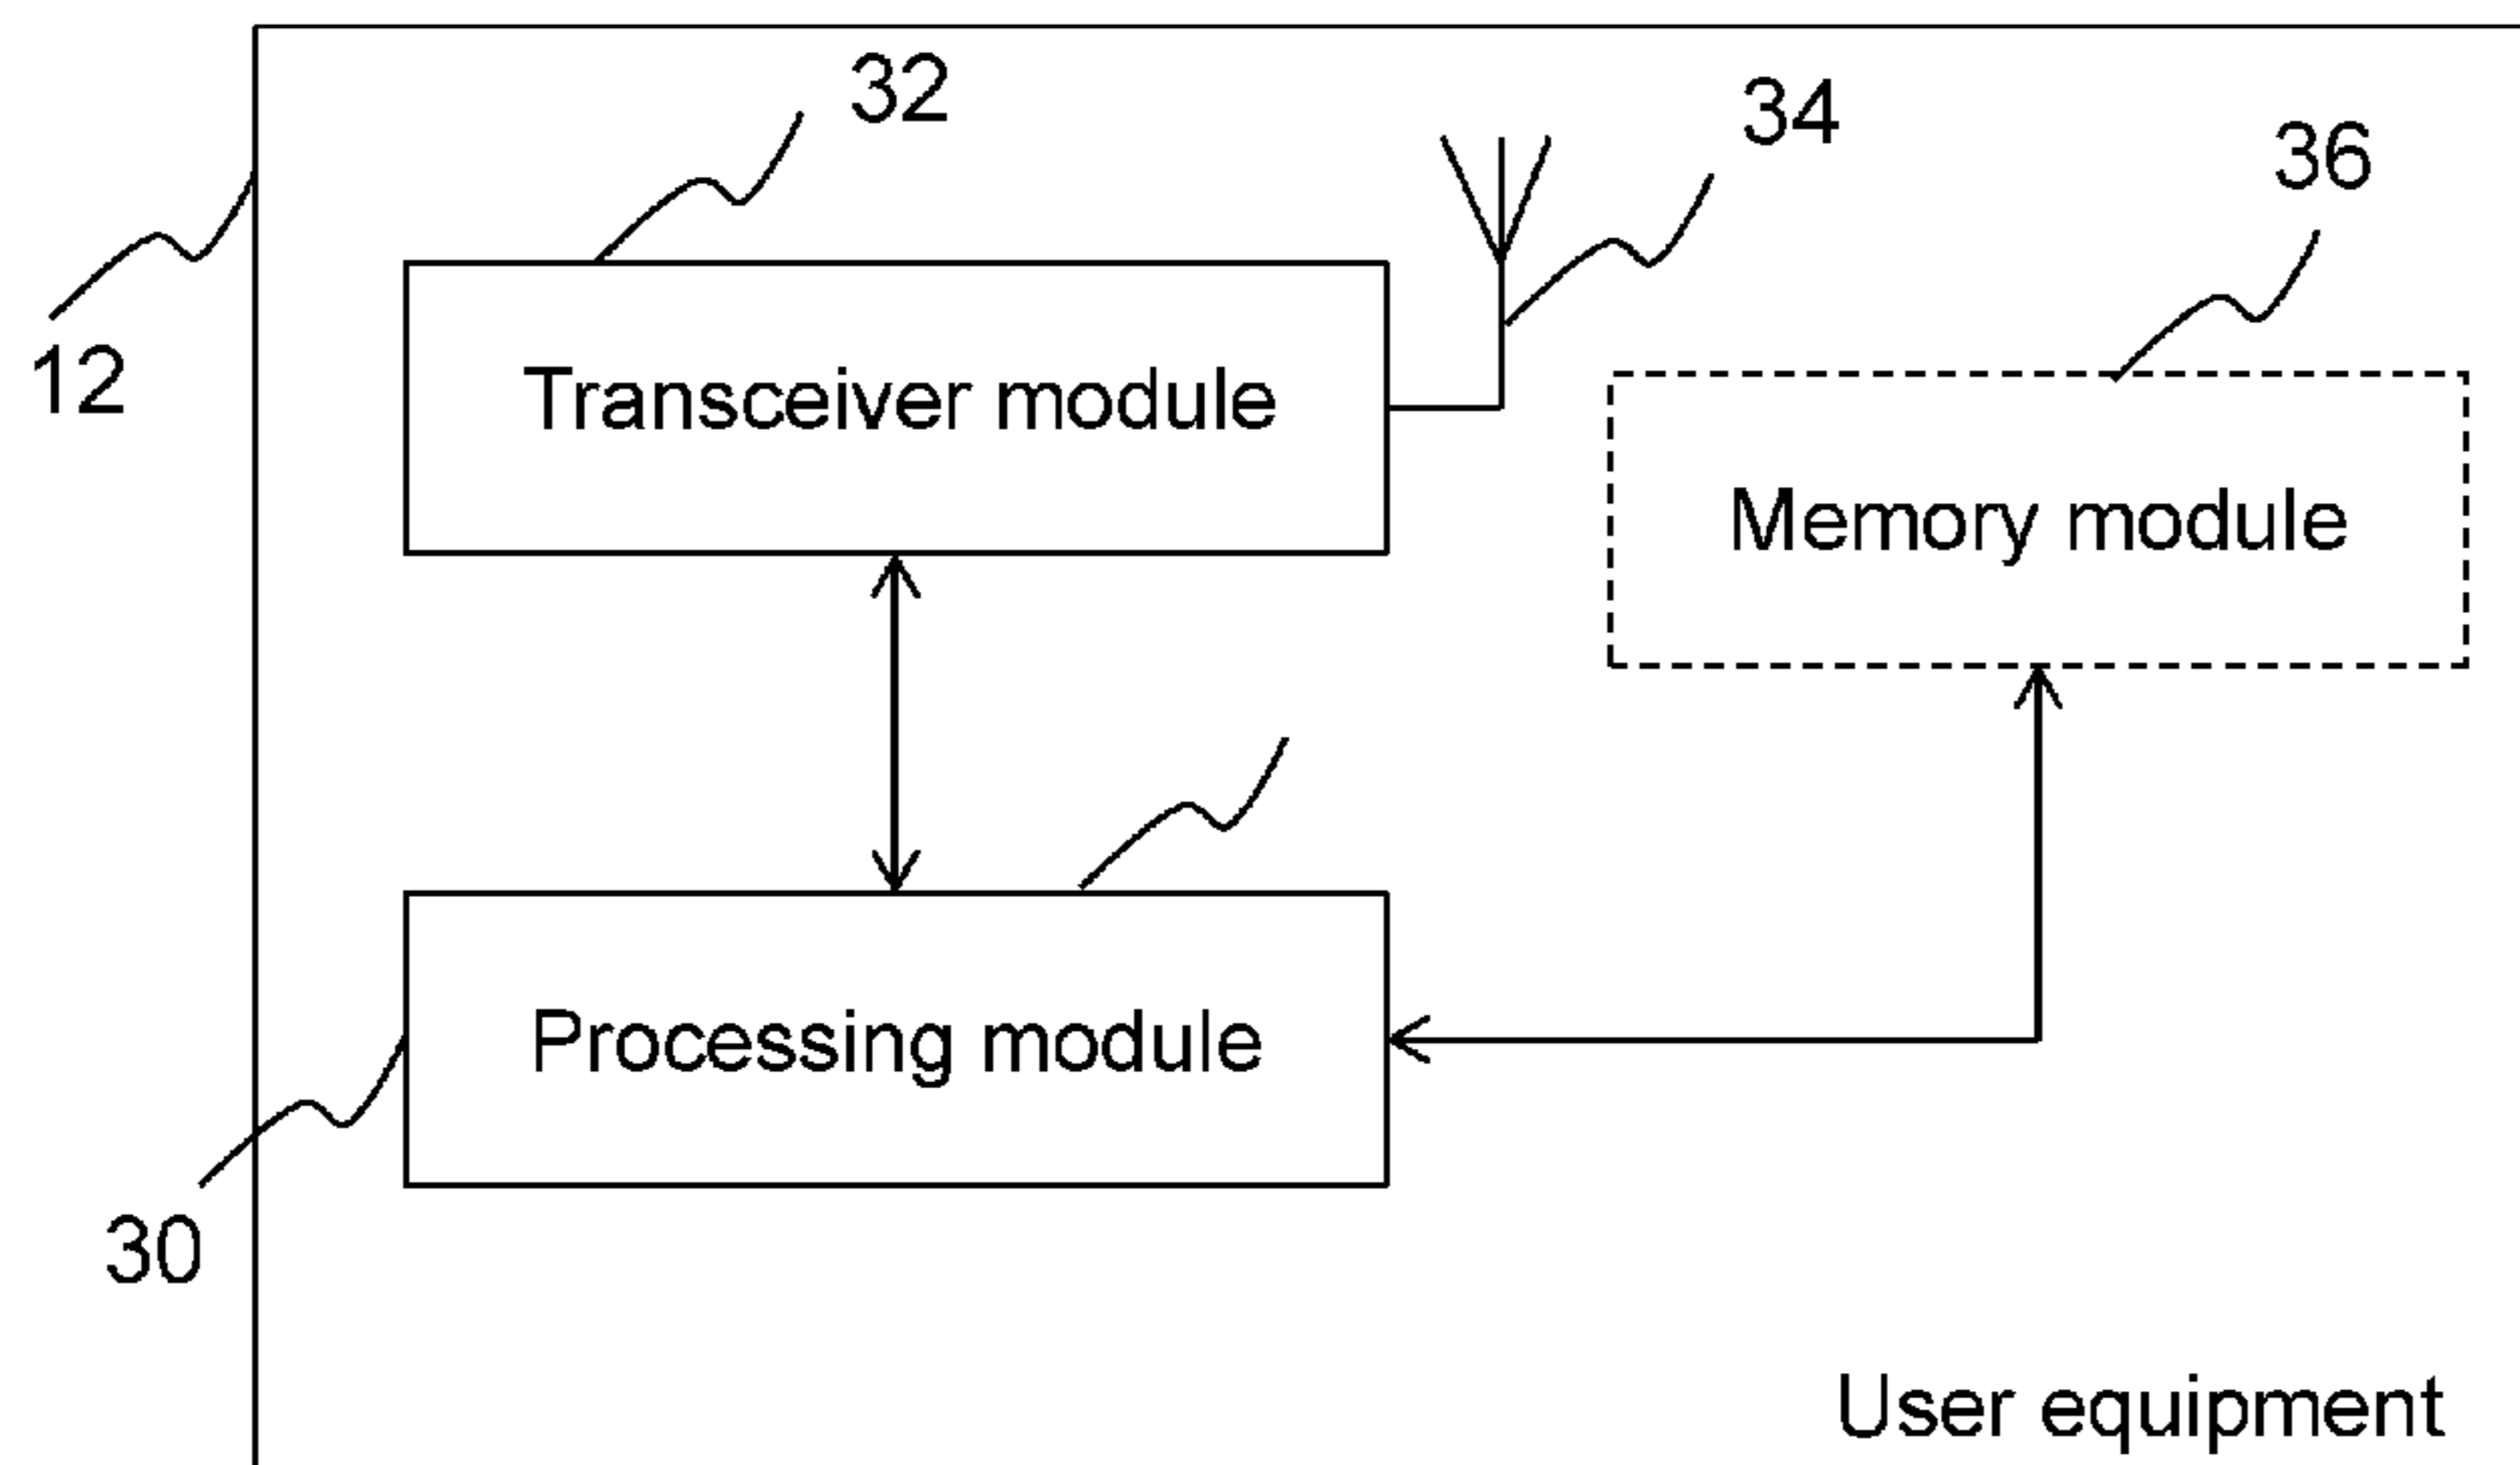 32
34
36
12
Transceiver module
Memory module
Processing module
30
User equipment